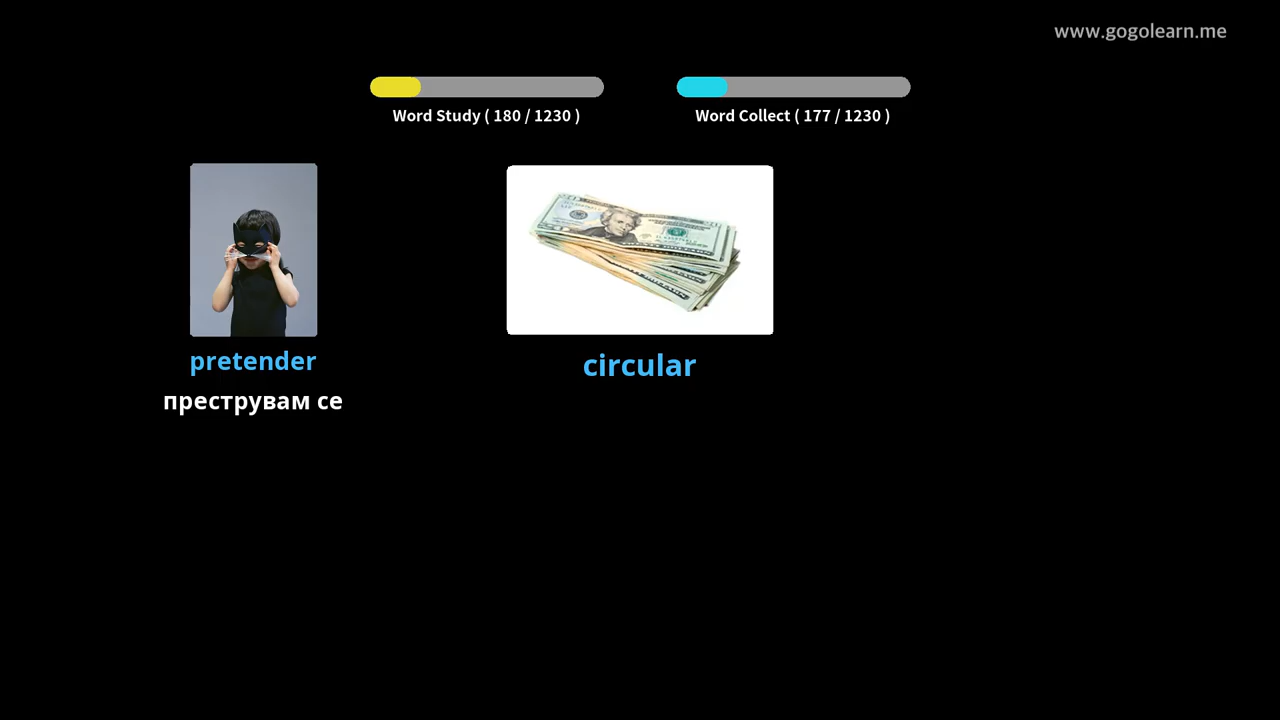 www.gogolearn.me
Word Study ( 180 / 1230 )
Word Collect ( 177 / 1230 )
pretender
преструвам се
circular